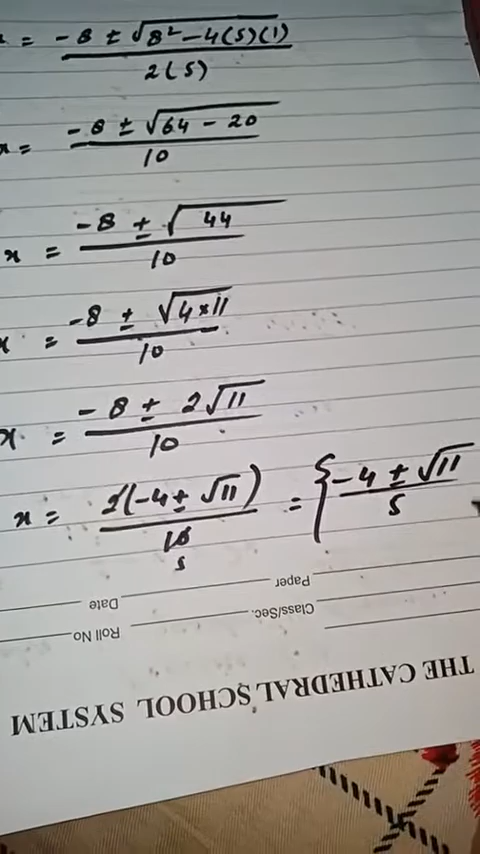 x = -8 ± √8² - 4(5)(1) / 2(5)
x = -8 ± √64 - 20 / 10
x = -8 ± √44 / 10
x = -8 ± √4×11 / 10
x = -8 ± 2√11 / 10
x = 2(-4 ± √11) / 10 5 = { -4 ± √11 / 5
Paper
Date
Class/Sec.
Roll No
THE CATHEDRAL SCHOOL SYSTEM